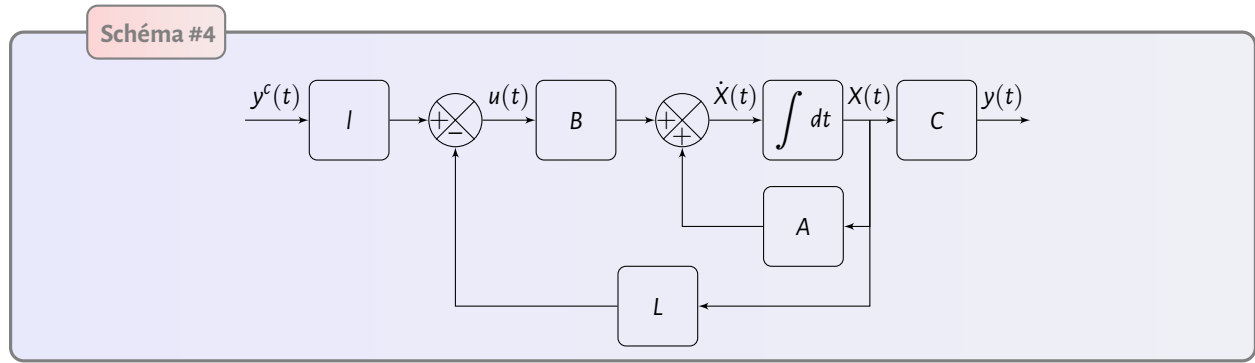 Schéma #4
y^c(t) I + − u(t) B + + Ẋ(t) ∫ dt X(t) C y(t)
A
L